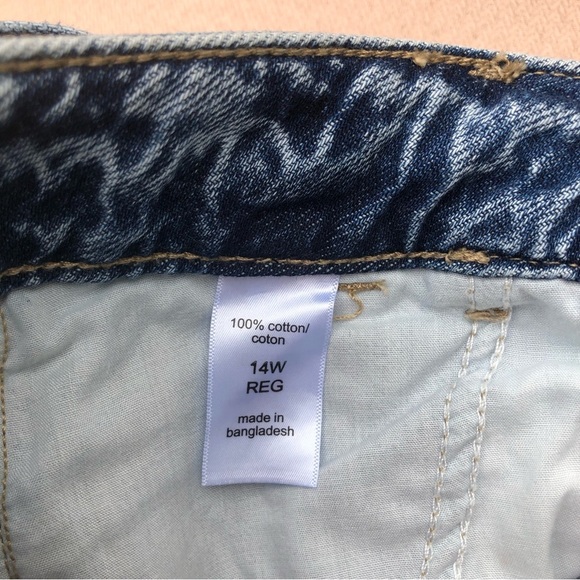 100% cotton/
coton
14W
REG
made in
bangladesh